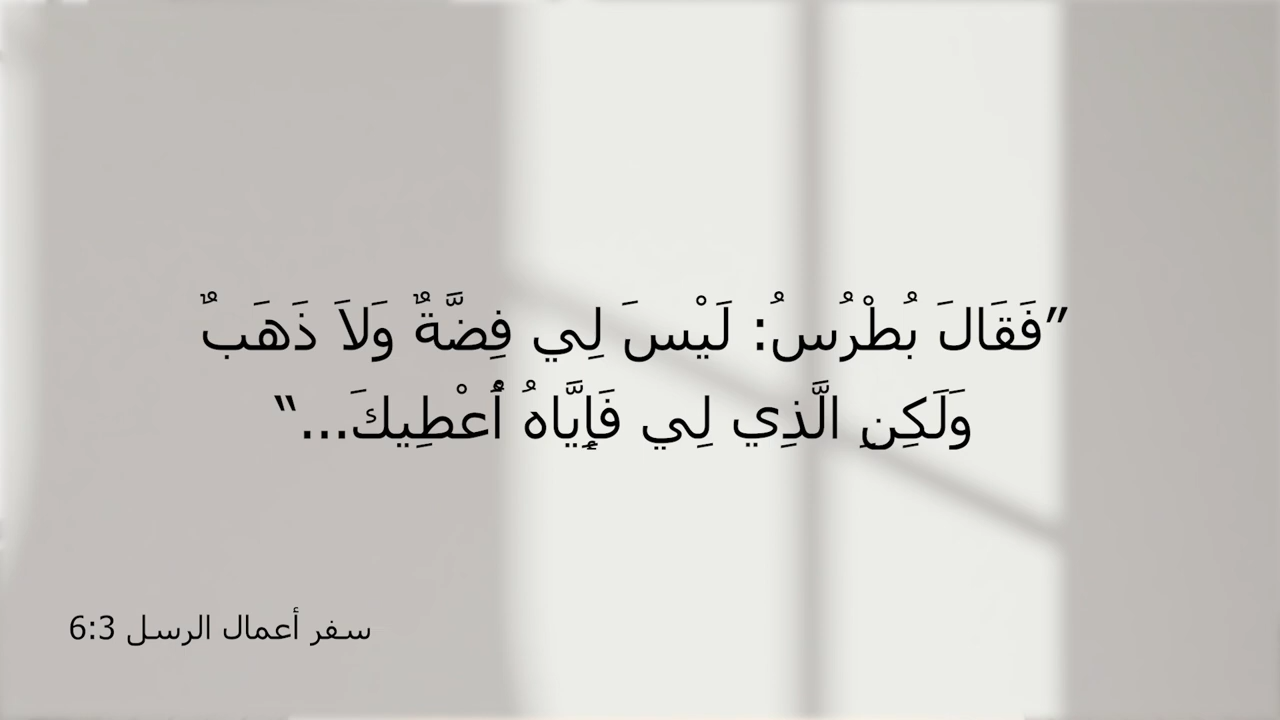 ”فَقَالَ بُطْرُسُ: لَيْسَ لِي فِضَّةٌ وَلاَ ذَهَبٌ
وَلَكِنِ الَّذِي لِي فَإِيَّاهُ أُعْطِيكَ...“
سفر أعمال الرسل 6:3